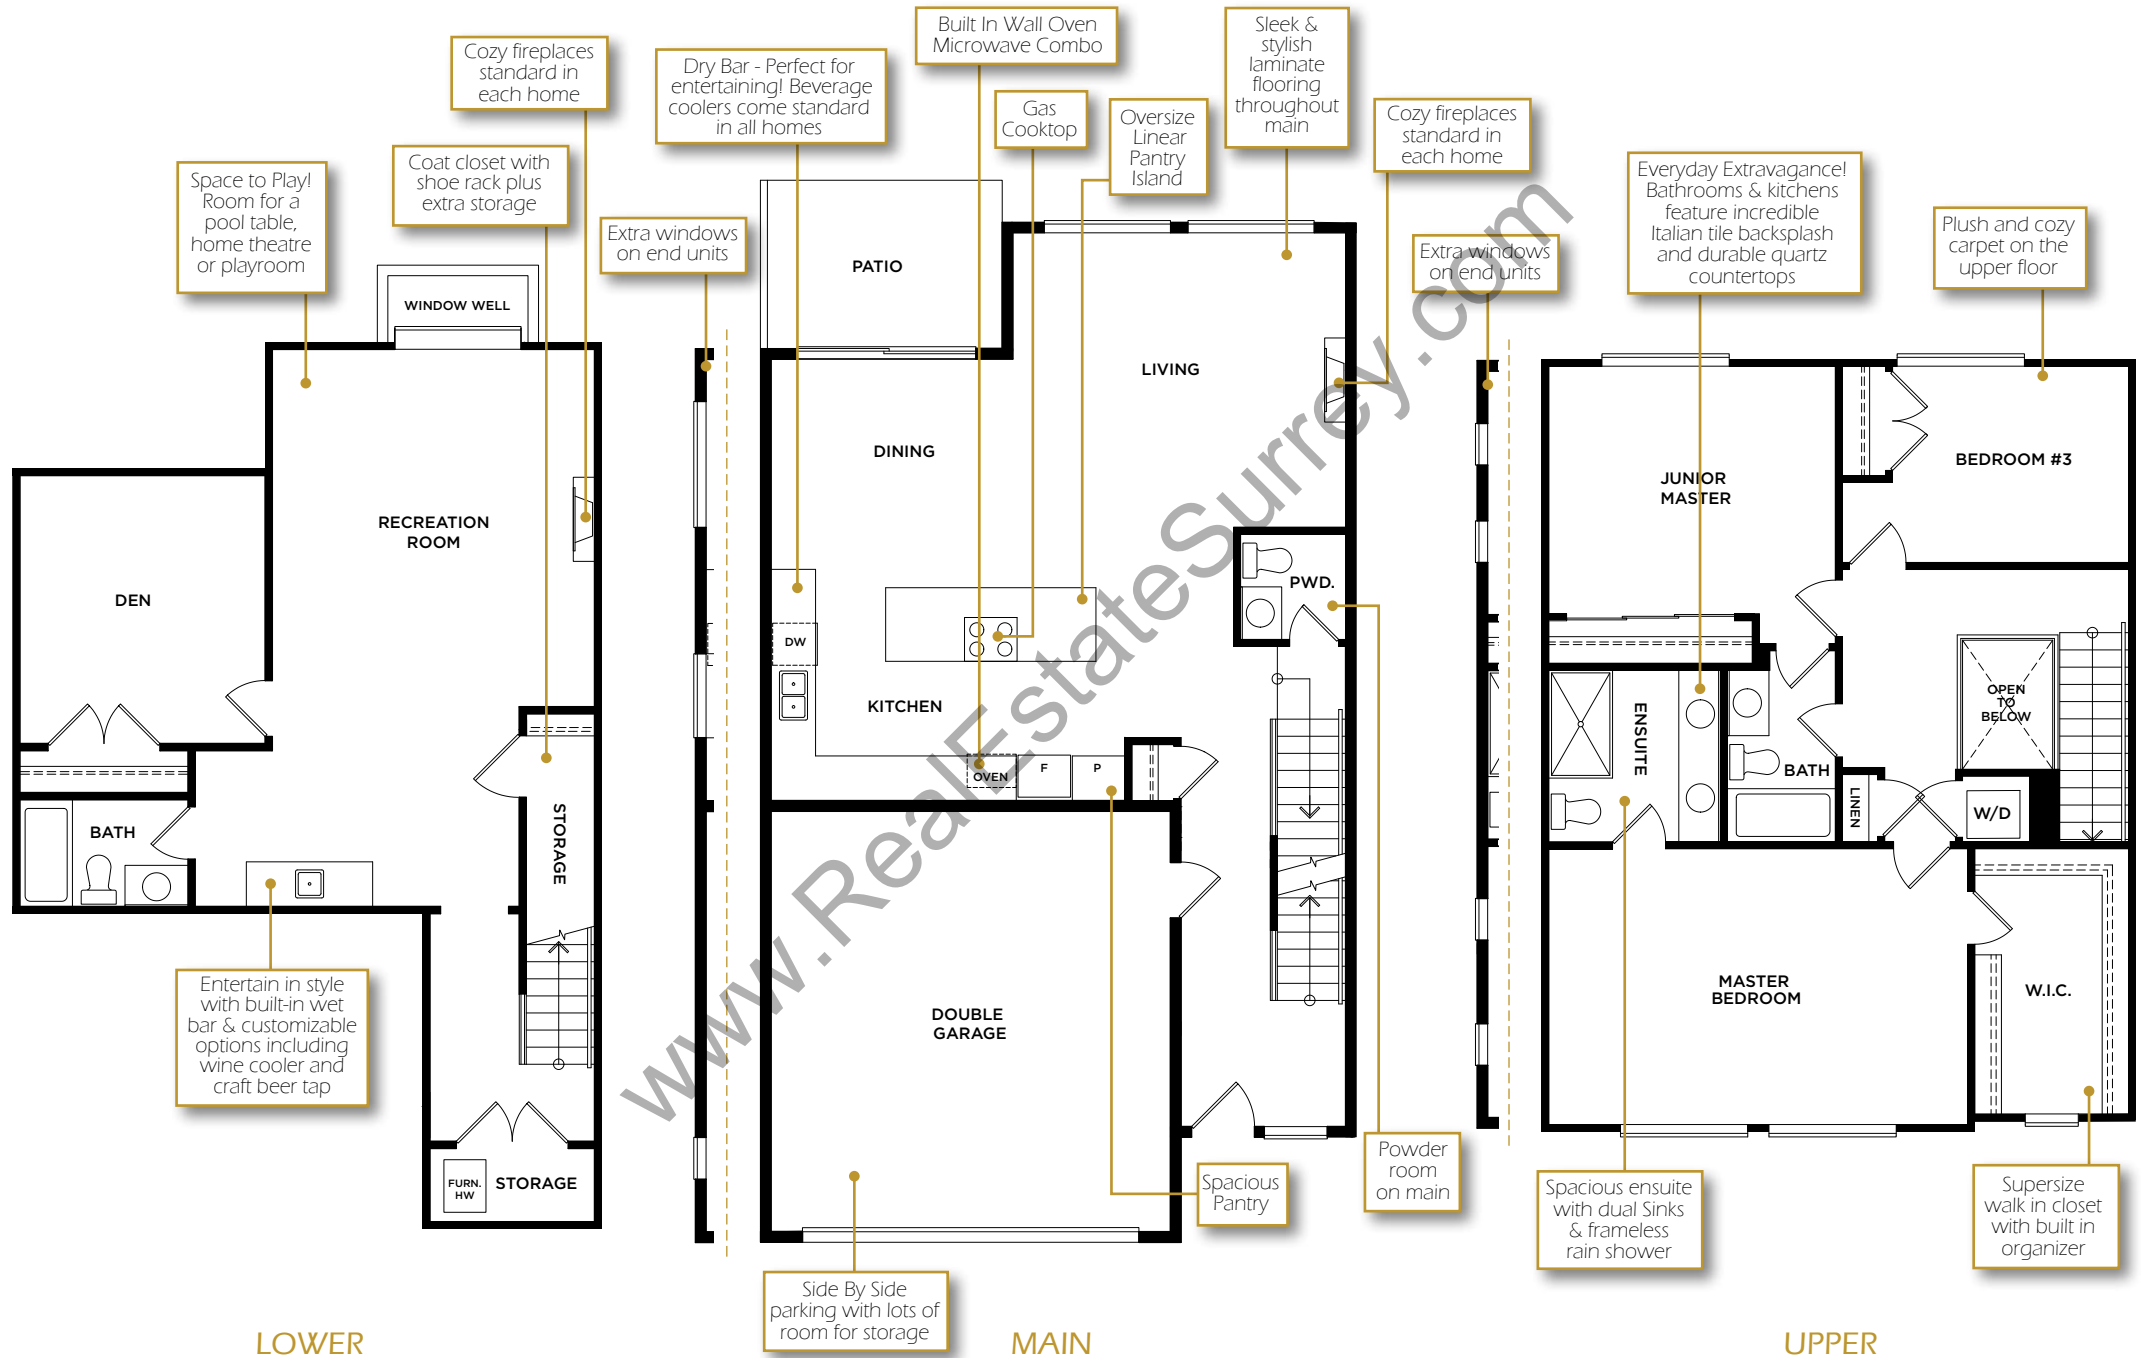 Cozy fireplaces
standard in
each home
Coat closet with
shoe rack plus
extra storage
Space to Play!
Room for a
pool table,
home theatre
or playroom
WINDOW WELL
RECREATION
ROOM
DEN
BATH
STORAGE
Entertain in style
with built-in wet
bar & customizable
options including
wine cooler and
craft beer tap
FURN.
HW
STORAGE
LOWER
Built In Wall Oven
Microwave Combo
Dry Bar - Perfect for
entertaining! Beverage
coolers come standard
in all homes
Gas
Cooktop
Oversize
Linear
Pantry
Island
Sleek &
stylish
laminate
flooring
throughout
main
Cozy fireplaces
standard in
each home
Extra windows
on end units
PATIO
LIVING
DINING
PWD.
DW
KITCHEN
OVEN
F
P
DOUBLE
GARAGE
Spacious
Pantry
Powder
room
on main
Side By Side
parking with lots of
room for storage
MAIN
www.RealEstateSurrey.com
Extra windows
on end units
Everyday Extravagance!
Bathrooms & kitchens
feature incredible
Italian tile backsplash
and durable quartz
countertops
Plush and cozy
carpet on the
upper floor
JUNIOR
MASTER
BEDROOM #3
OPEN
TO
BELOW
ENSUITE
BATH
LINEN
W/D
MASTER
BEDROOM
W.I.C.
Spacious ensuite
with dual Sinks
& frameless
rain shower
Supersize
walk in closet
with built in
organizer
UPPER